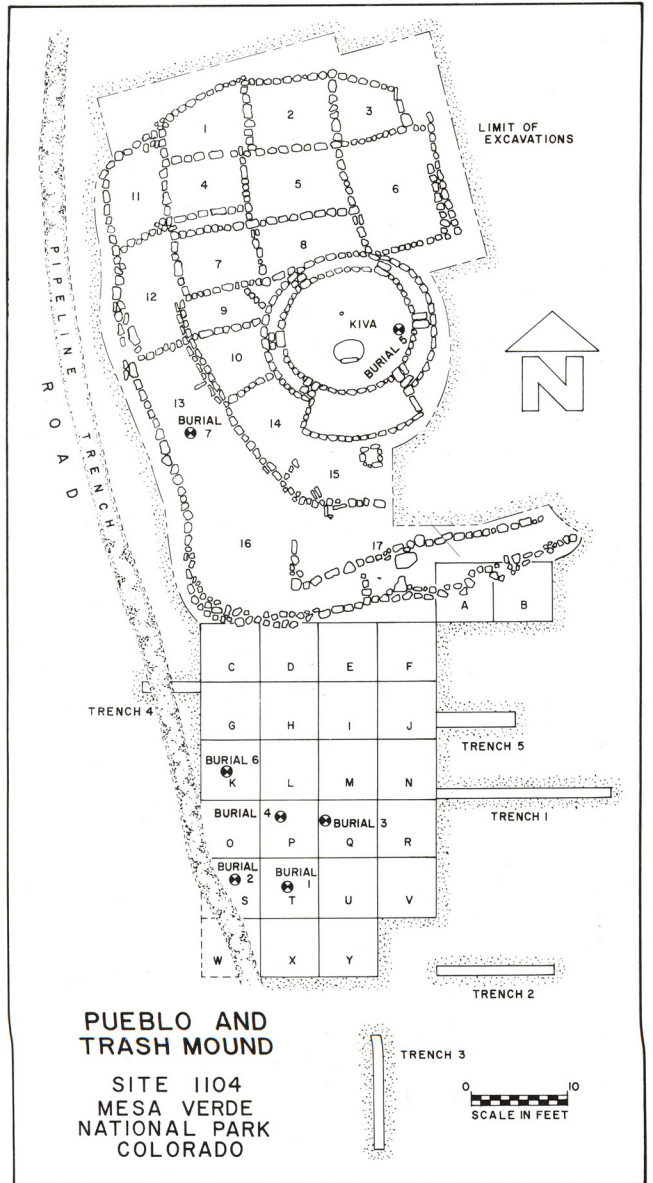 1
2
3
LIMIT OF
EXCAVATIONS
4
5
6
11
7
8
12
9
KIVA
BURIAL 5
10
PIPELINE TRENCH
ROAD
N
13
BURIAL
7
14
15
16
17
A
B
C
D
E
F
TRENCH 4
G
H
I
J
TRENCH 5
BURIAL 6
K
L
M
N
TRENCH 1
BURIAL 4
BURIAL 3
O
P
Q
R
BURIAL
2
BURIAL
1
S
T
U
V
W
X
Y
TRENCH 2
PUEBLO AND
TRASH MOUND
SITE 1104
MESA VERDE
NATIONAL PARK
COLORADO
TRENCH 3
0 10
SCALE IN FEET